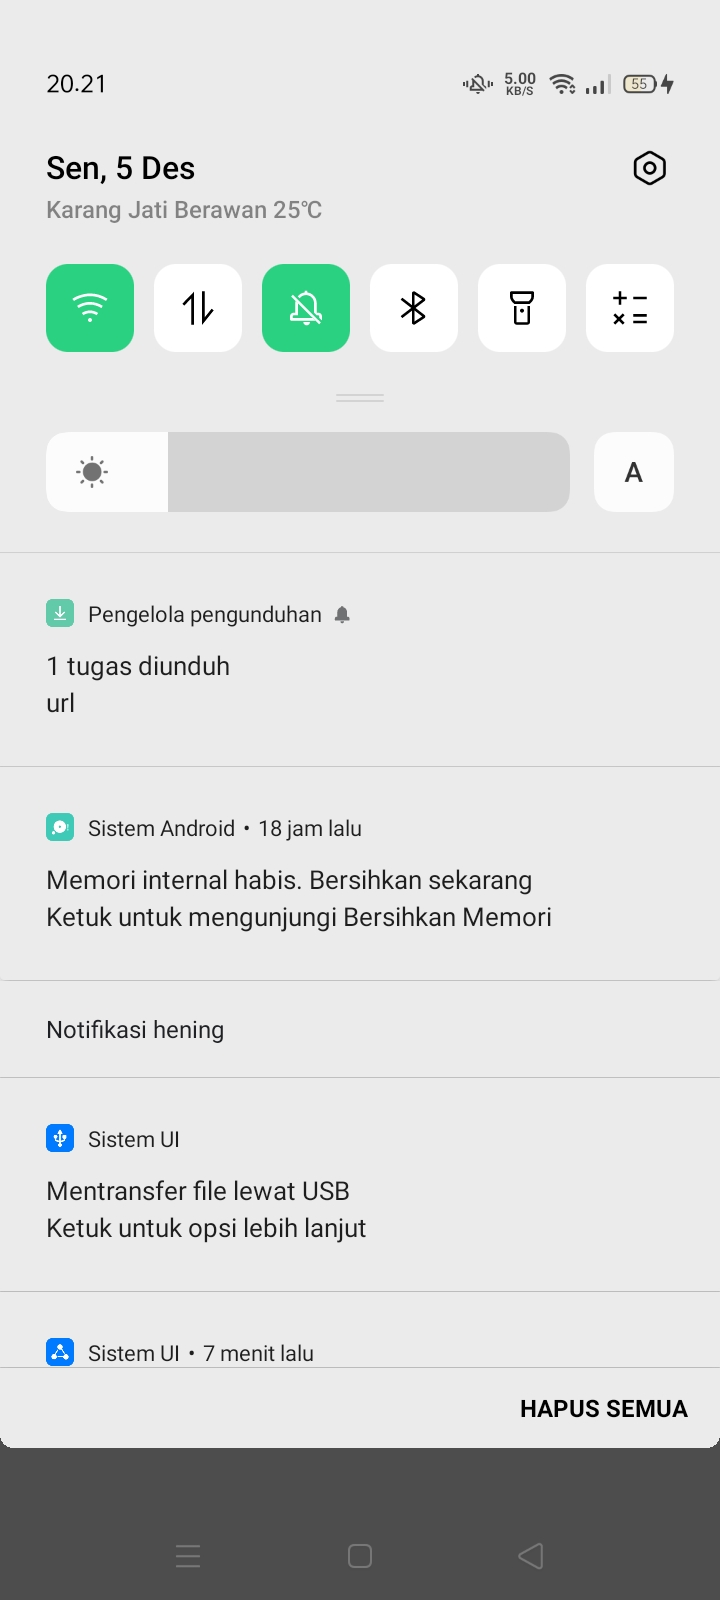 20.21
5.00
KB/S
55
Sen, 5 Des
Karang Jati Berawan 25℃
A
Pengelola pengunduhan
1 tugas diunduh
url
Sistem Android • 18 jam lalu
Memori internal habis. Bersihkan sekarang
Ketuk untuk mengunjungi Bersihkan Memori
Notifikasi hening
Sistem UI
Mentransfer file lewat USB
Ketuk untuk opsi lebih lanjut
Sistem UI • 7 menit lalu
HAPUS SEMUA